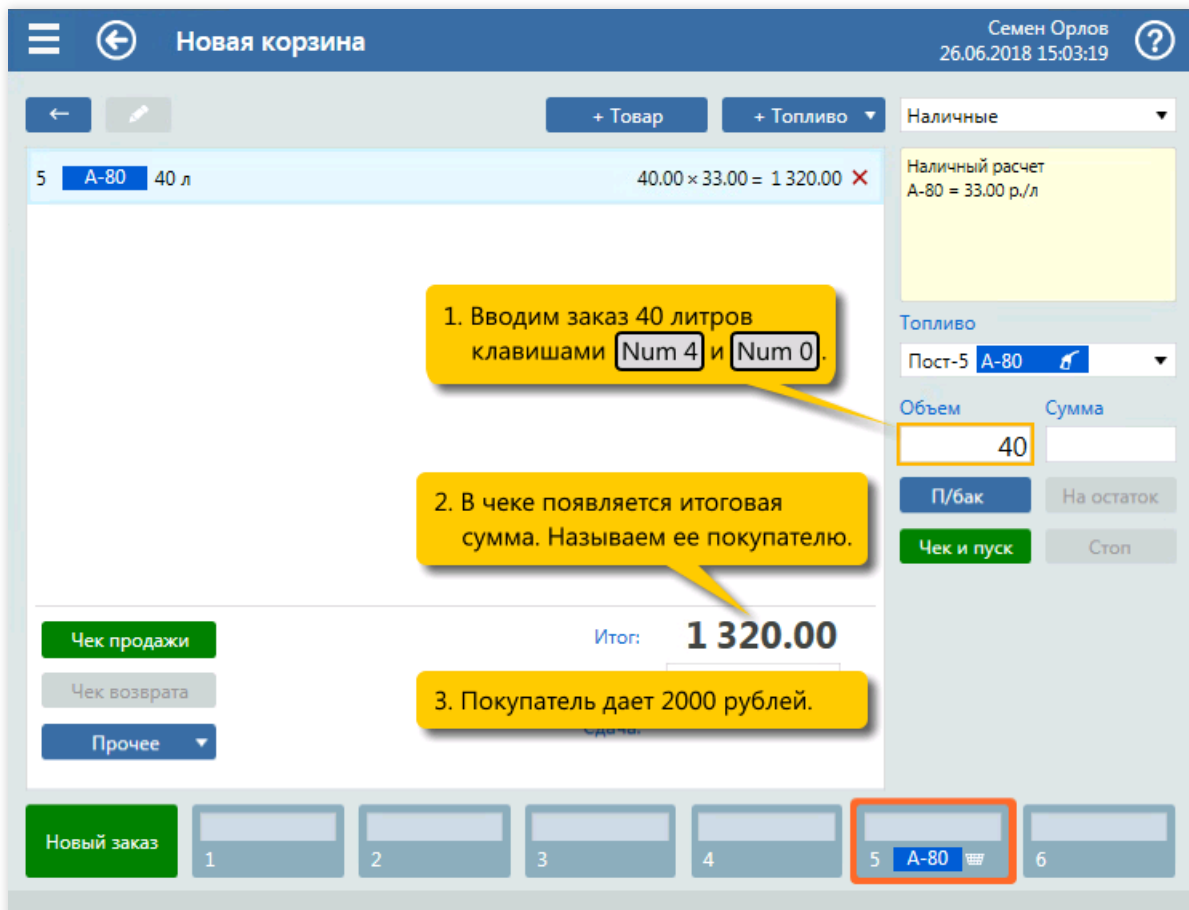 Новая корзина
Семен Орлов
26.06.2018 15:03:19
+ Товар
+ Топливо
Наличные
5 А-80 40 л 40.00 × 33.00 = 1 320.00
Наличный расчет
А-80 = 33.00 р./л
1. Вводим заказ 40 литров
клавишами Num 4 и Num 0.
Топливо
Пост-5 А-80
Объем Сумма
40
П/бак На остаток
Чек и пуск Стоп
2. В чеке появляется итоговая
сумма. Называем ее покупателю.
Чек продажи
Итог: 1 320.00
Чек возврата
3. Покупатель дает 2000 рублей.
Сдача:
Прочее
Новый заказ
1
2
3
4
5 А-80
6